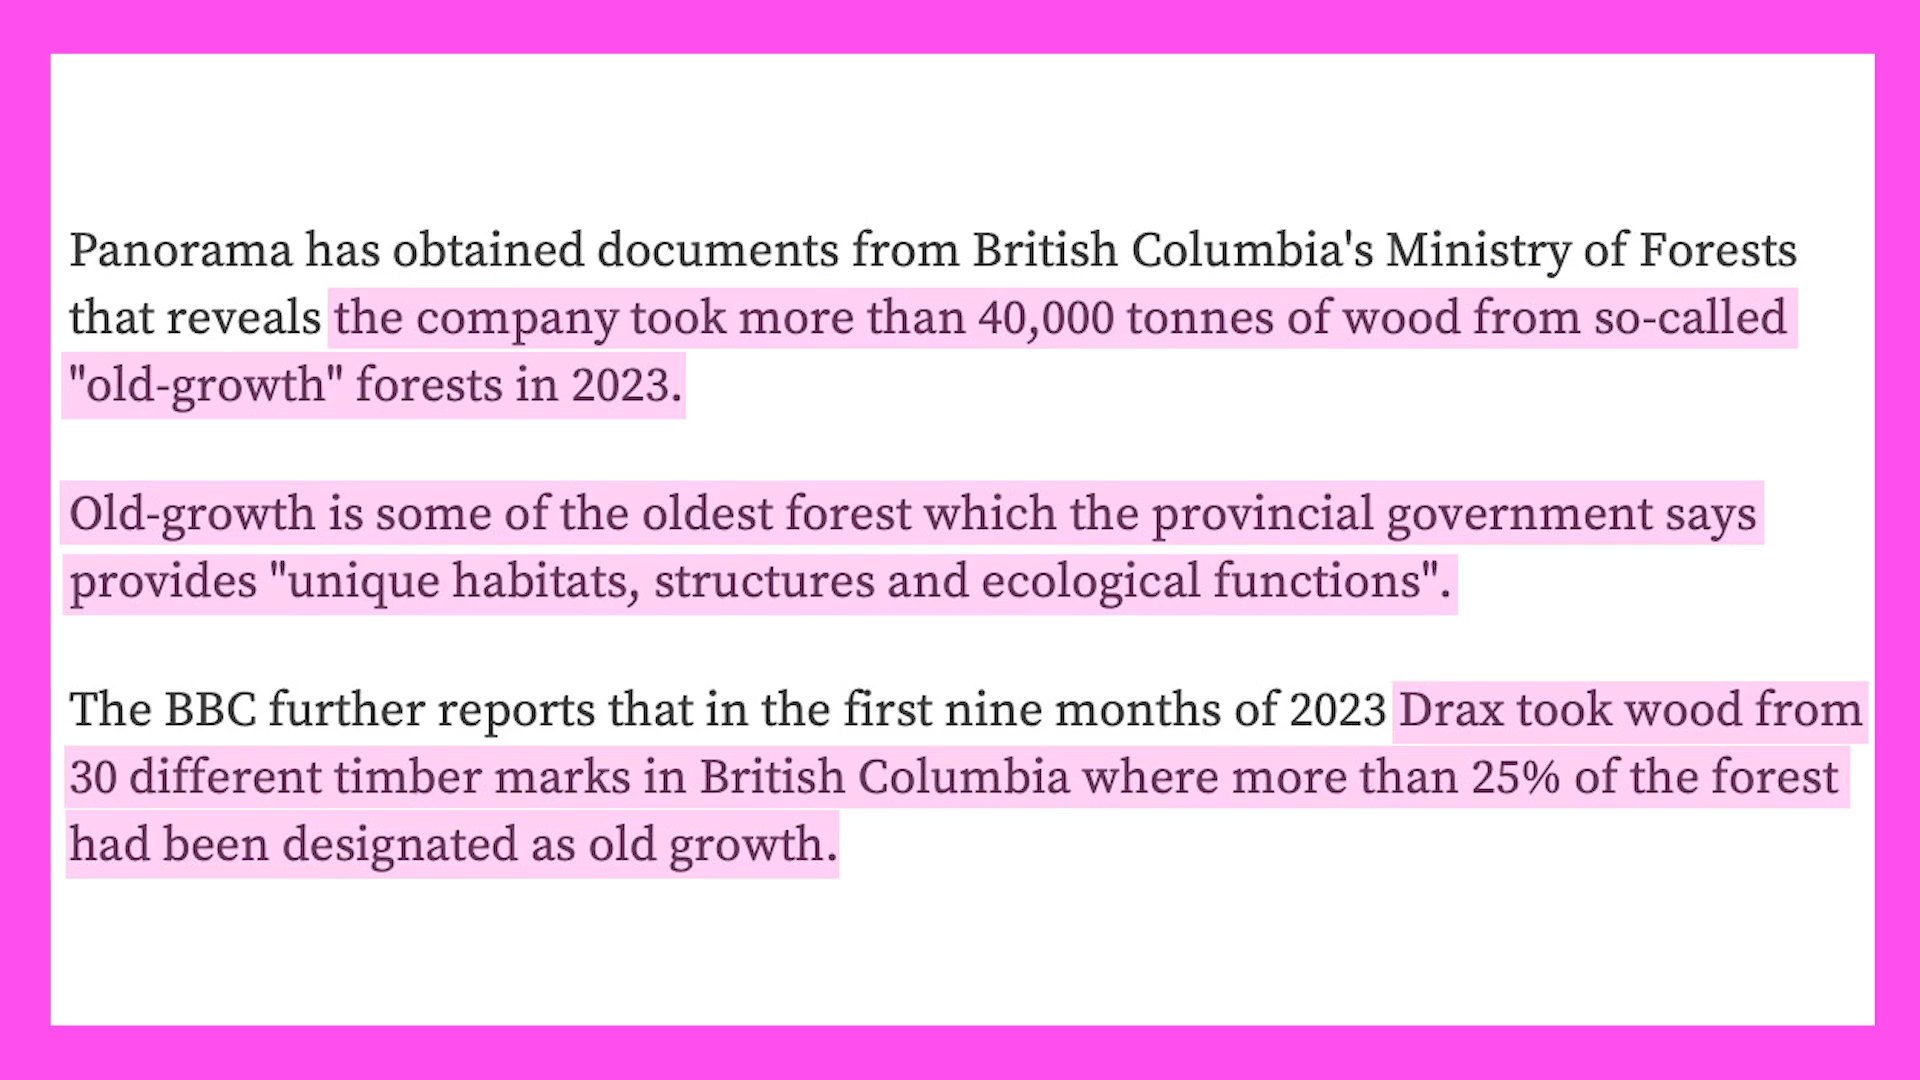 Panorama has obtained documents from British Columbia's Ministry of Forests
that reveals the company took more than 40,000 tonnes of wood from so-called
"old-growth" forests in 2023.
Old-growth is some of the oldest forest which the provincial government says
provides "unique habitats, structures and ecological functions".
The BBC further reports that in the first nine months of 2023 Drax took wood from
30 different timber marks in British Columbia where more than 25% of the forest
had been designated as old growth.